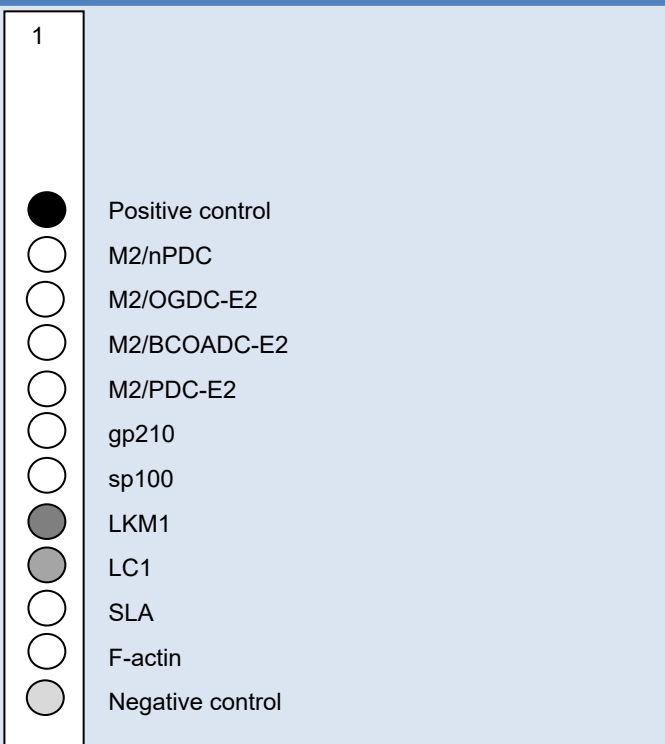 1
Positive control
M2/nPDC
M2/OGDC-E2
M2/BCOADC-E2
M2/PDC-E2
gp210
sp100
LKM1
LC1
SLA
F-actin
Negative control